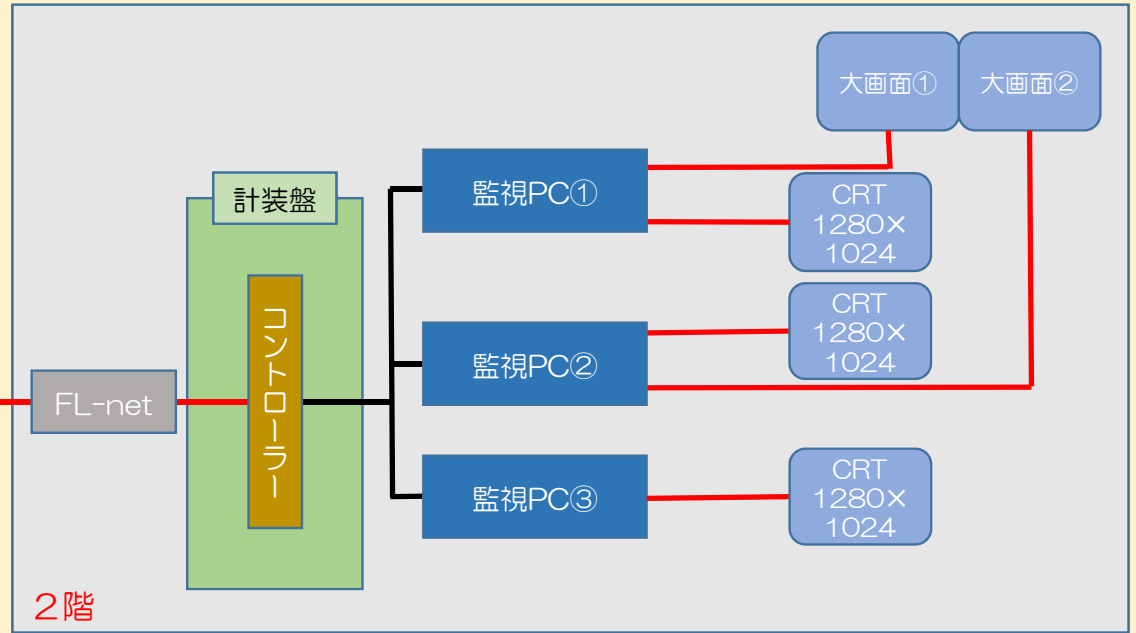 大画面①
大画面②
監視PC①
計装盤
CRT
1280×
1024
コントローラー
CRT
1280×
1024
監視PC②
FL-net
監視PC③
CRT
1280×
1024
2階